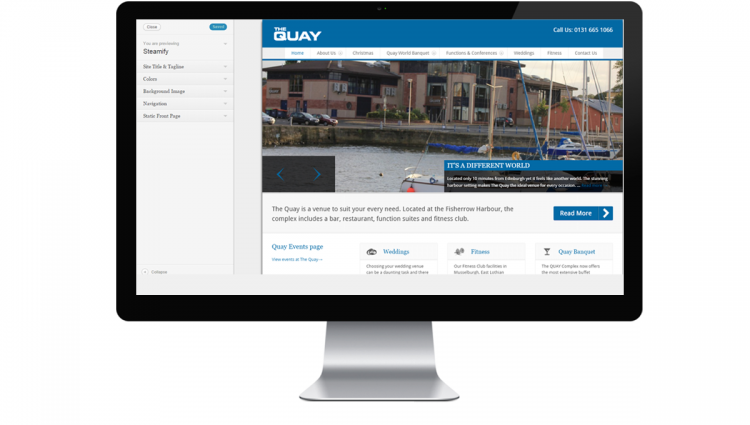 Close
Saved
You are previewing
Steamify
Site Title & Tagline
Colors
Background Image
Navigation
Static Front Page
Collapse
THE
QUAY
Call Us: 0131 665 1066
Home
About Us
Christmas
Quay World Banquet
Functions & Conferences
Weddings
Fitness
Contact Us
IT'S A DIFFERENT WORLD
Located only 10 minutes from Edinburgh yet it feels like another world. The stunning
harbour setting makes The Quay the ideal venue for every occasion. ...
The Quay is a venue to suit your every need. Located at the Fisherrow Harbour, the
complex includes a bar, restaurant, function suites and fitness club.
Read More
Quay Events page
View events at The Quay
Weddings
Choosing your wedding venue
can be a daunting task and there
Fitness
Our Fitness Club facilities in
Musselburgh, East Lothian
Quay Banquet
The QUAY Complex now offers
the most extensive buffet